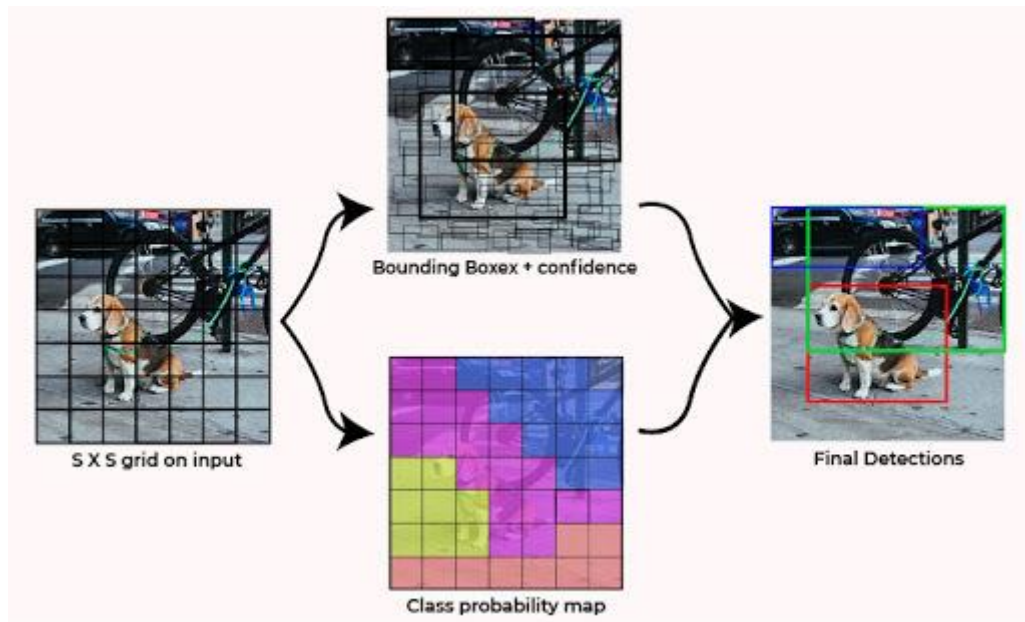 Bounding Boxex + confidence
S X S grid on input
Final Detections
Class probability map